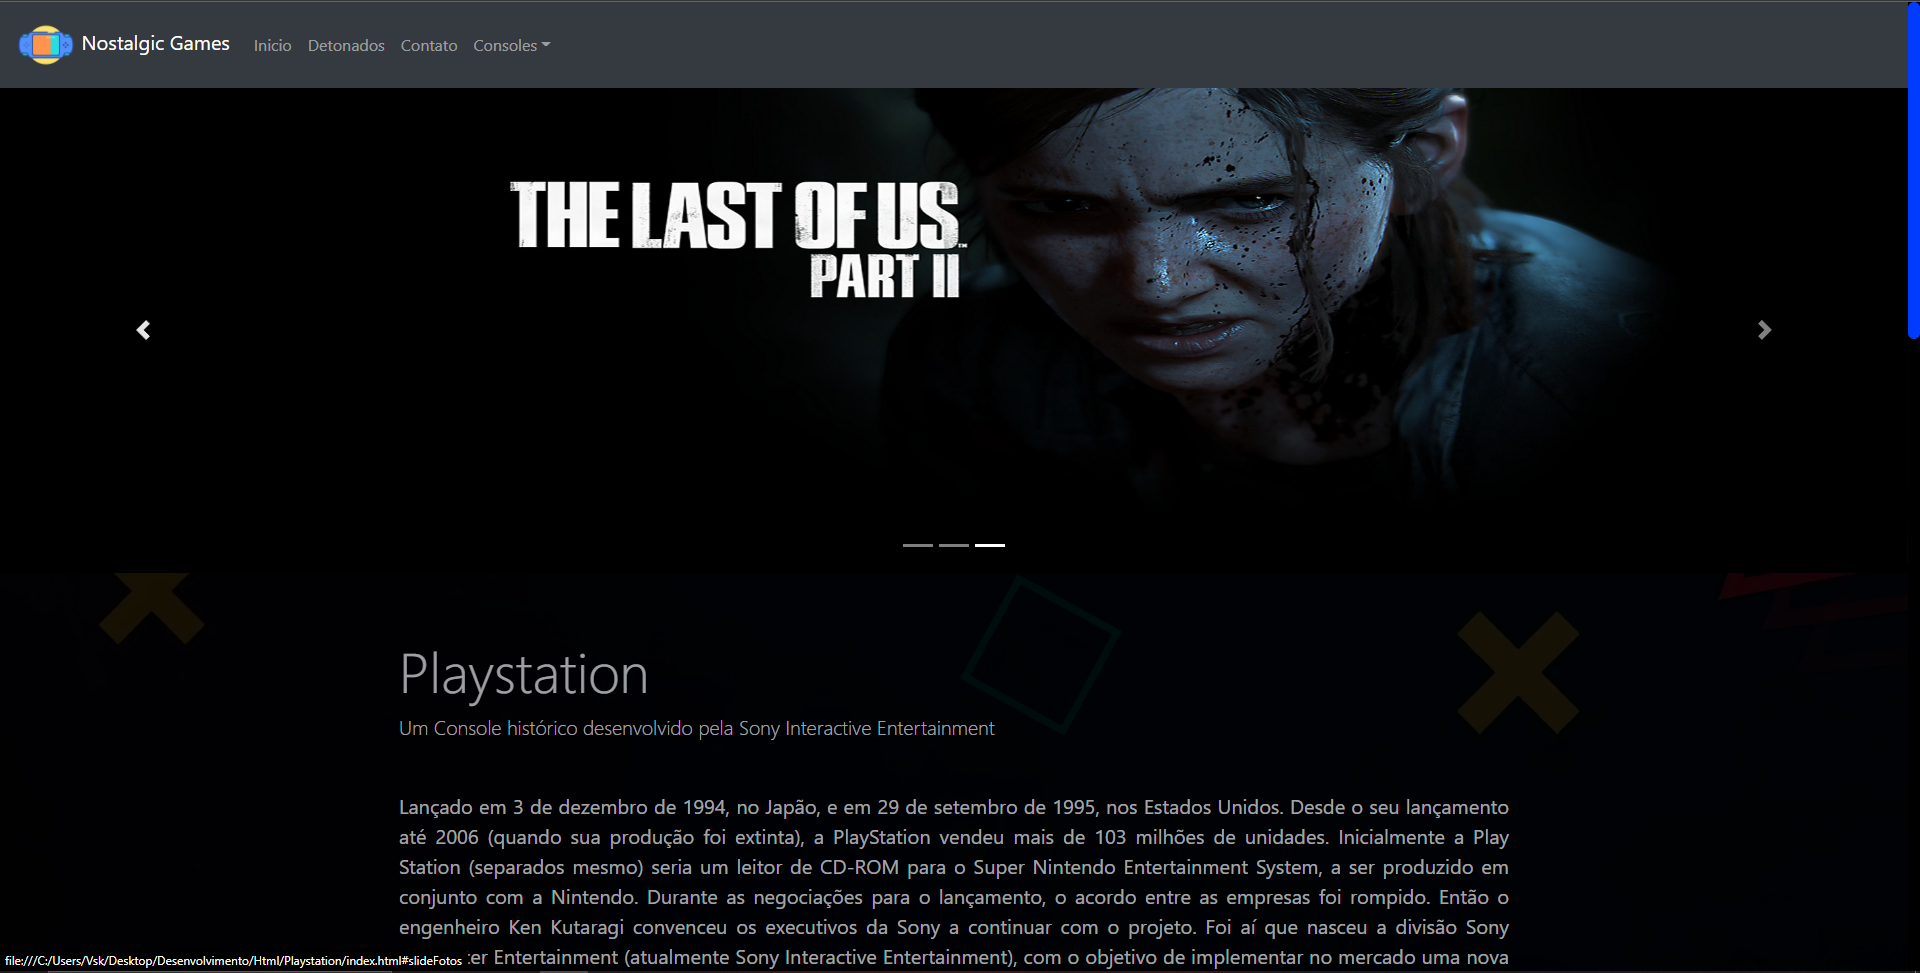 Nostalgic Games Inicio Detonados Contato Consoles
THE LAST OF US™
PART II
Playstation
Um Console histórico desenvolvido pela Sony Interactive Entertainment
Lançado em 3 de dezembro de 1994, no Japão, e em 29 de setembro de 1995, nos Estados Unidos. Desde o seu lançamento
até 2006 (quando sua produção foi extinta), a PlayStation vendeu mais de 103 milhões de unidades. Inicialmente a Play
Station (separados mesmo) seria um leitor de CD-ROM para o Super Nintendo Entertainment System, a ser produzido em
conjunto com a Nintendo. Durante as negociações para o lançamento, o acordo entre as empresas foi rompido. Então o
engenheiro Ken Kutaragi convenceu os executivos da Sony a continuar com o projeto. Foi aí que nasceu a divisão Sony
ter Entertainment (atualmente Sony Interactive Entertainment), com o objetivo de implementar no mercado uma nova
file:///C:/Users/Vsk/Desktop/Desenvolvimento/Html/Playstation/index.html#slideFotos